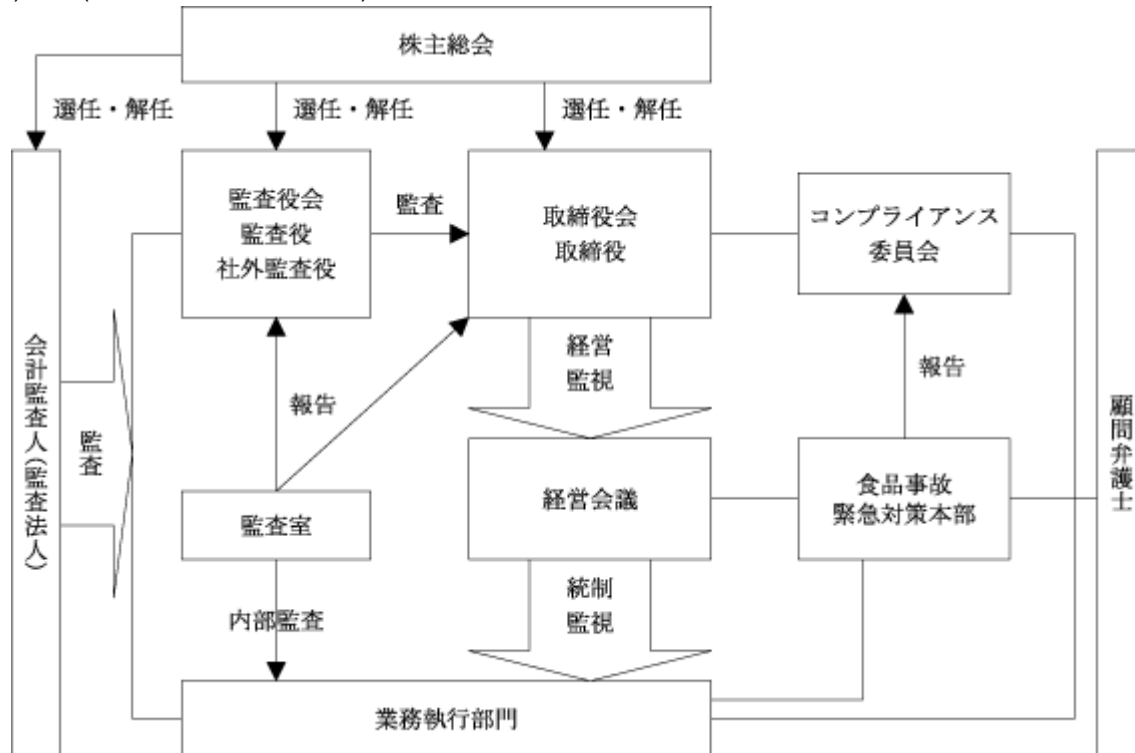 株主総会
選任・解任
選任・解任
選任・解任
監査役会
監査役
社外監査役
監査
取締役会
取締役
コンプライアンス
委員会
会計監査人(監査法人)
監査
報告
経営
監視
報告
顧問弁護士
監査室
経営会議
食品事故
緊急対策本部
内部監査
統制
監視
業務執行部門